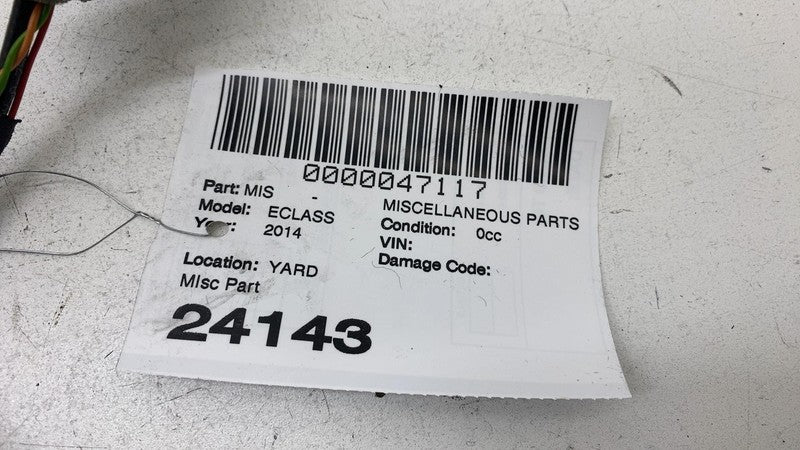 0000047117
Part: MIS - MISCELLANEOUS PARTS
Model: ECLASS Condition: 0cc
2014 VIN:
Damage Code:
Location: YARD
MIsc Part
24143